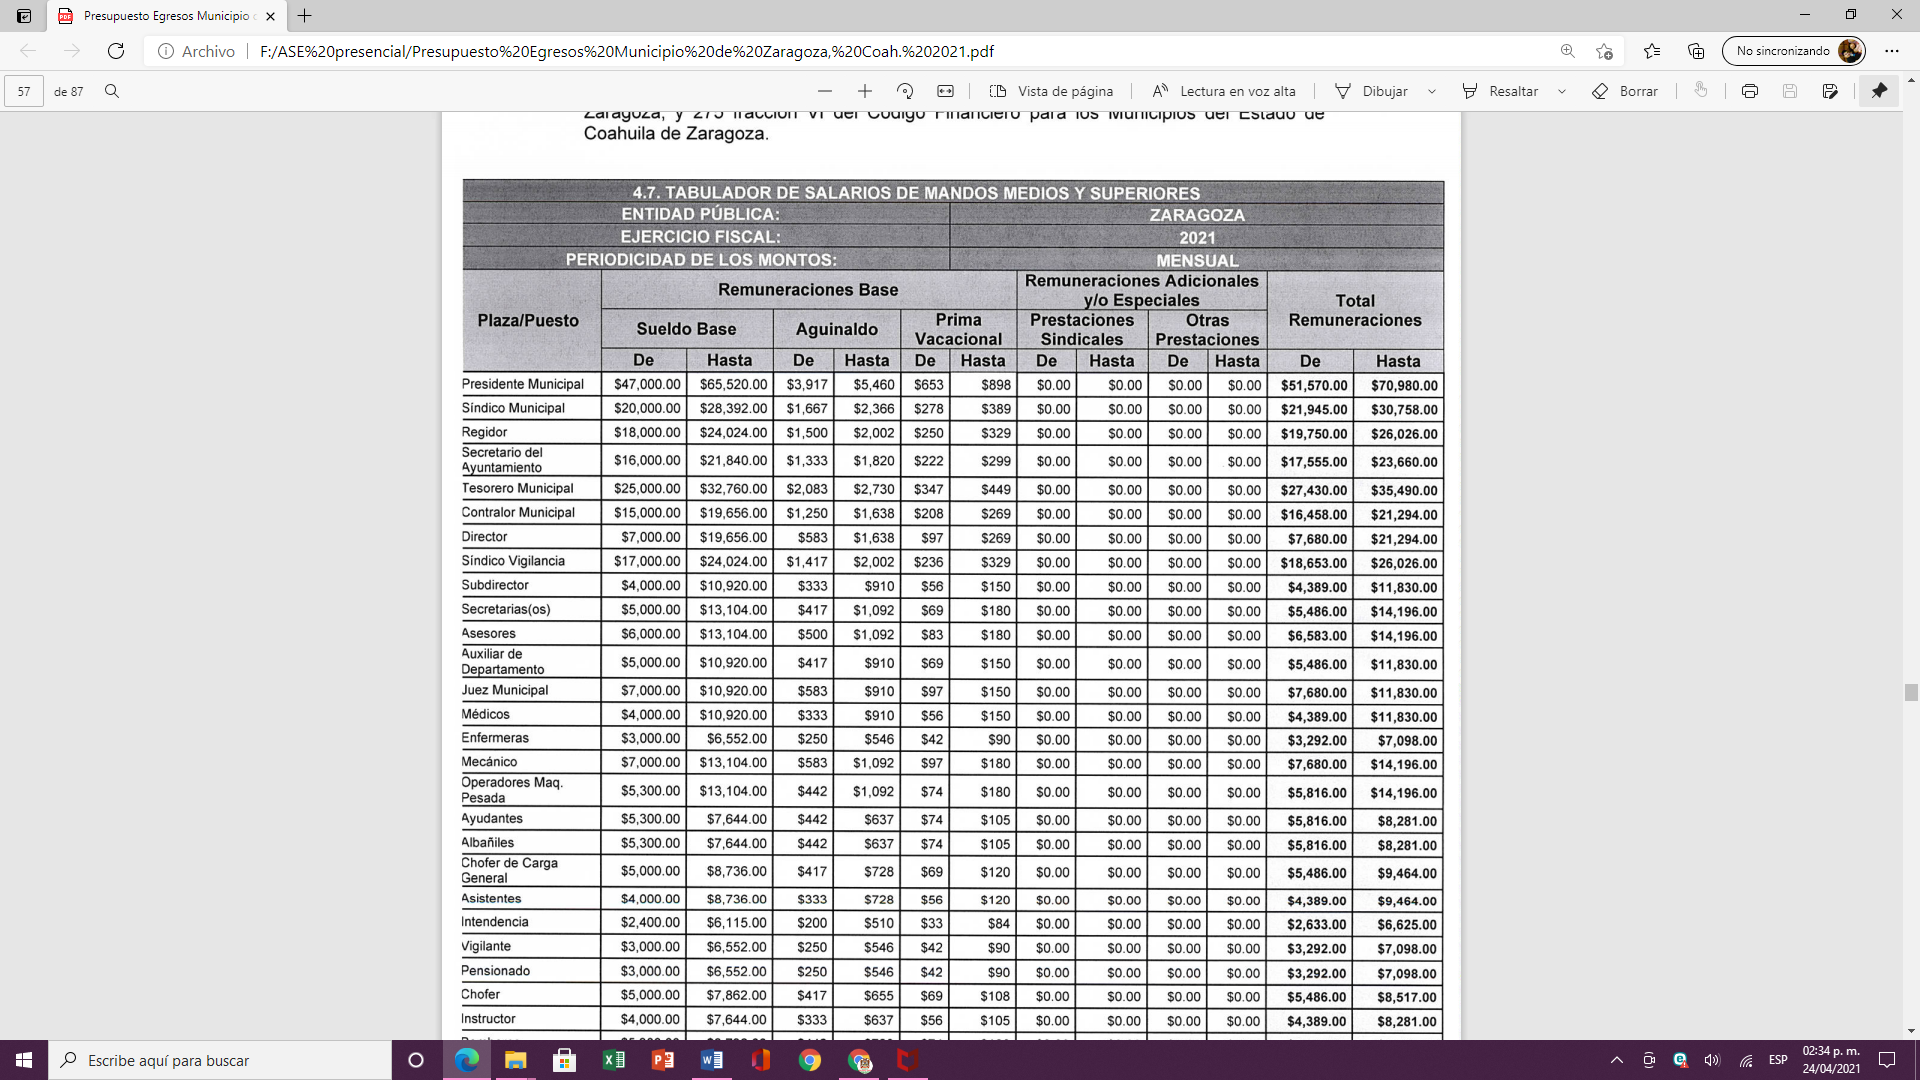 Presupuesto Egresos Municipio
Archivo F:/ASE%20presencial/Presupuesto%20Egresos%20Municipio%20de%20Zaragoza,%20Coah.%202021.pdf No sincronizando
57 de 87 Vista de página Lectura en voz alta Dibujar Resaltar Borrar
Zaragoza, y 275 fracción VI del Código Financiero para los Municipios del Estado de
Coahuila de Zaragoza.
4.7. TABULADOR DE SALARIOS DE MANDOS MEDIOS Y SUPERIORES
ENTIDAD PÚBLICA: ZARAGOZA
EJERCICIO FISCAL: 2021
PERIODICIDAD DE LOS MONTOS: MENSUAL
Plaza/Puesto Remuneraciones Base Remuneraciones Adicionales y/o Especiales Total Remuneraciones
Sueldo Base Aguinaldo Prima Vacacional Prestaciones Sindicales Otras Prestaciones
De Hasta De Hasta De Hasta De Hasta De Hasta De Hasta
Presidente Municipal $47,000.00 $65,520.00 $3,917 $5,460 $653 $898 $0.00 $0.00 $0.00 $0.00 $51,570.00 $70,980.00
Síndico Municipal $20,000.00 $28,392.00 $1,667 $2,366 $278 $389 $0.00 $0.00 $0.00 $0.00 $21,945.00 $30,758.00
Regidor $18,000.00 $24,024.00 $1,500 $2,002 $250 $329 $0.00 $0.00 $0.00 $0.00 $19,750.00 $26,026.00
Secretario del Ayuntamiento $16,000.00 $21,840.00 $1,333 $1,820 $222 $299 $0.00 $0.00 $0.00 $0.00 $17,555.00 $23,660.00
Tesorero Municipal $25,000.00 $32,760.00 $2,083 $2,730 $347 $449 $0.00 $0.00 $0.00 $0.00 $27,430.00 $35,490.00
Contralor Municipal $15,000.00 $19,656.00 $1,250 $1,638 $208 $269 $0.00 $0.00 $0.00 $0.00 $16,458.00 $21,294.00
Director $7,000.00 $19,656.00 $583 $1,638 $97 $269 $0.00 $0.00 $0.00 $0.00 $7,680.00 $21,294.00
Síndico Vigilancia $17,000.00 $24,024.00 $1,417 $2,002 $236 $329 $0.00 $0.00 $0.00 $0.00 $18,653.00 $26,026.00
Subdirector $4,000.00 $10,920.00 $333 $910 $56 $150 $0.00 $0.00 $0.00 $0.00 $4,389.00 $11,830.00
Secretarias(os) $5,000.00 $13,104.00 $417 $1,092 $69 $180 $0.00 $0.00 $0.00 $0.00 $5,486.00 $14,196.00
Asesores $6,000.00 $13,104.00 $500 $1,092 $83 $180 $0.00 $0.00 $0.00 $0.00 $6,583.00 $14,196.00
Auxiliar de Departamento $5,000.00 $10,920.00 $417 $910 $69 $150 $0.00 $0.00 $0.00 $0.00 $5,486.00 $11,830.00
Juez Municipal $7,000.00 $10,920.00 $583 $910 $97 $150 $0.00 $0.00 $0.00 $0.00 $7,680.00 $11,830.00
Médicos $4,000.00 $10,920.00 $333 $910 $56 $150 $0.00 $0.00 $0.00 $0.00 $4,389.00 $11,830.00
Enfermeras $3,000.00 $6,552.00 $250 $546 $42 $90 $0.00 $0.00 $0.00 $0.00 $3,292.00 $7,098.00
Mecánico $7,000.00 $13,104.00 $583 $1,092 $97 $180 $0.00 $0.00 $0.00 $0.00 $7,680.00 $14,196.00
Operadores Maq. Pesada $5,300.00 $13,104.00 $442 $1,092 $74 $180 $0.00 $0.00 $0.00 $0.00 $5,816.00 $14,196.00
Ayudantes $5,300.00 $7,644.00 $442 $637 $74 $105 $0.00 $0.00 $0.00 $0.00 $5,816.00 $8,281.00
Albañiles $5,300.00 $7,644.00 $442 $637 $74 $105 $0.00 $0.00 $0.00 $0.00 $5,816.00 $8,281.00
Chofer de Carga General $5,000.00 $8,736.00 $417 $728 $69 $120 $0.00 $0.00 $0.00 $0.00 $5,486.00 $9,464.00
Asistentes $4,000.00 $8,736.00 $333 $728 $56 $120 $0.00 $0.00 $0.00 $0.00 $4,389.00 $9,464.00
Intendencia $2,400.00 $6,115.00 $200 $510 $33 $84 $0.00 $0.00 $0.00 $0.00 $2,633.00 $6,625.00
Vigilante $3,000.00 $6,552.00 $250 $546 $42 $90 $0.00 $0.00 $0.00 $0.00 $3,292.00 $7,098.00
Pensionado $3,000.00 $6,552.00 $250 $546 $42 $90 $0.00 $0.00 $0.00 $0.00 $3,292.00 $7,098.00
Chofer $5,000.00 $7,862.00 $417 $655 $69 $108 $0.00 $0.00 $0.00 $0.00 $5,486.00 $8,517.00
Instructor $4,000.00 $7,644.00 $333 $637 $56 $105 $0.00 $0.00 $0.00 $0.00 $4,389.00 $8,281.00
Escribe aquí para buscar ESP 02:34 p. m.
24/04/2021